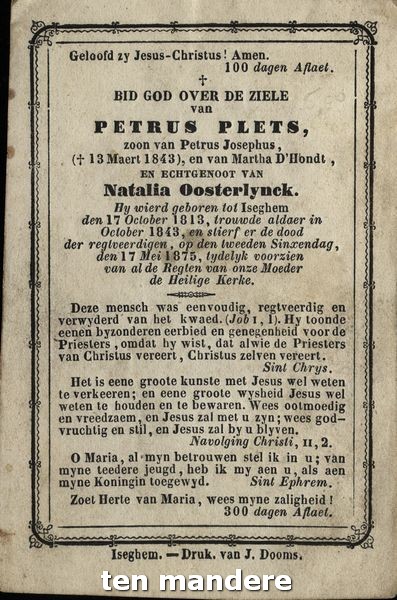 Geloofd zy Jesus-Christus! Amen.
100 dagen Aflaet.
✝
BID GOD OVER DE ZIELE
van
PETRUS PLETS,
zoon van Petrus Josephus,
(✝ 13 Maert 1843), en van Martha D'Hondt,
EN ECHTGENOOT VAN
Natalia Oosterlynck.
Hy wierd geboren tot Iseghem
den 17 October 1813, trouwde aldaer in
October 1843, en stierf er de dood
der regtveerdigen, op den tweeden Sinxendag,
den 17 Mei 1875, tydelyk voorzien
van al de Regten van onze Moeder
de Heilige Kerke.
Deze mensch was eenvoudig, regtveerdig en
verwyderd van het kwaed. (Job I, 1). Hy toonde
eenen byzonderen eerbied en genegenheid voor de
Priesters, omdat hy wist, dat alwie de Priesters
van Christus vereert, Christus zelven vereert.
Sint Chrys.
Het is eene groote kunste met Jesus wel weten
te verkeeren; en eene groote wysheid Jesus wel
weten te houden en te bewaren. Wees ootmoedig
en vreedzaem, en Jesus zal met u zyn; wees god-
vruchtig en stil, en Jesus zal by u blyven.
Navolging Christi, II, 2.
O Maria, al myn betrouwen stel ik in u; van
myne teedere jeugd, heb ik my aen u, als aen
myne Koningin toegewyd. Sint Ephrem.
Zoet Herte van Maria, wees myne zaligheid!
300 dagen Aflaet.
Iseghem. — Druk. van J. Dooms.
ten mandere